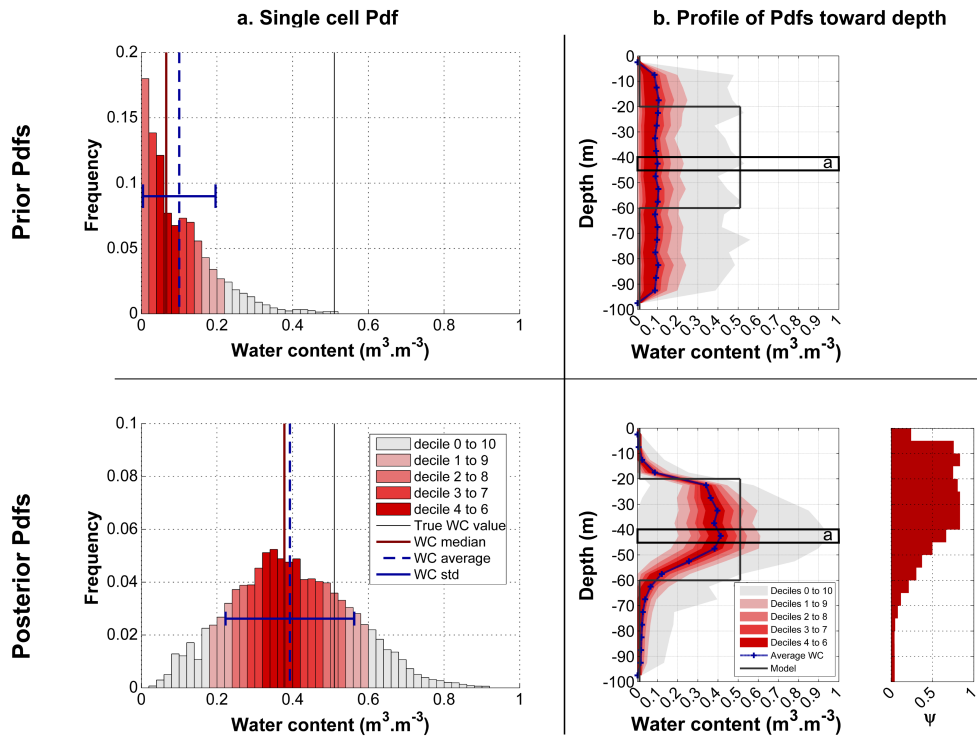 a. Single cell Pdf
b. Profile of Pdfs toward depth
Prior Pdfs
0.2
0.15
0.1
0.05
0
Frequency
0 0.2 0.4 0.6 0.8 1
Water content (m³.m⁻³)
0
-10
-20
-30
-40
-50
-60
-70
-80
-90
-100
Depth (m)
a
0 0.1 0.2 0.3 0.4 0.5 0.6 0.7 0.8 0.9 1
Water content (m³.m⁻³)
Posterior Pdfs
0.1
0.08
0.06
0.04
0.02
0
Frequency
decile 0 to 10
decile 1 to 9
decile 2 to 8
decile 3 to 7
decile 4 to 6
True WC value
WC median
WC average
WC std
0 0.2 0.4 0.6 0.8 1
Water content (m³.m⁻³)
0
-10
-20
-30
-40
-50
-60
-70
-80
-90
-100
Depth (m)
a
Deciles 0 to 10
Deciles 1 to 9
Deciles 2 to 8
Deciles 3 to 7
Deciles 4 to 6
Average WC
Model
0 0.1 0.2 0.3 0.4 0.5 0.6 0.7 0.8 0.9 1
Water content (m³.m⁻³)
0 0.5 1
ψ